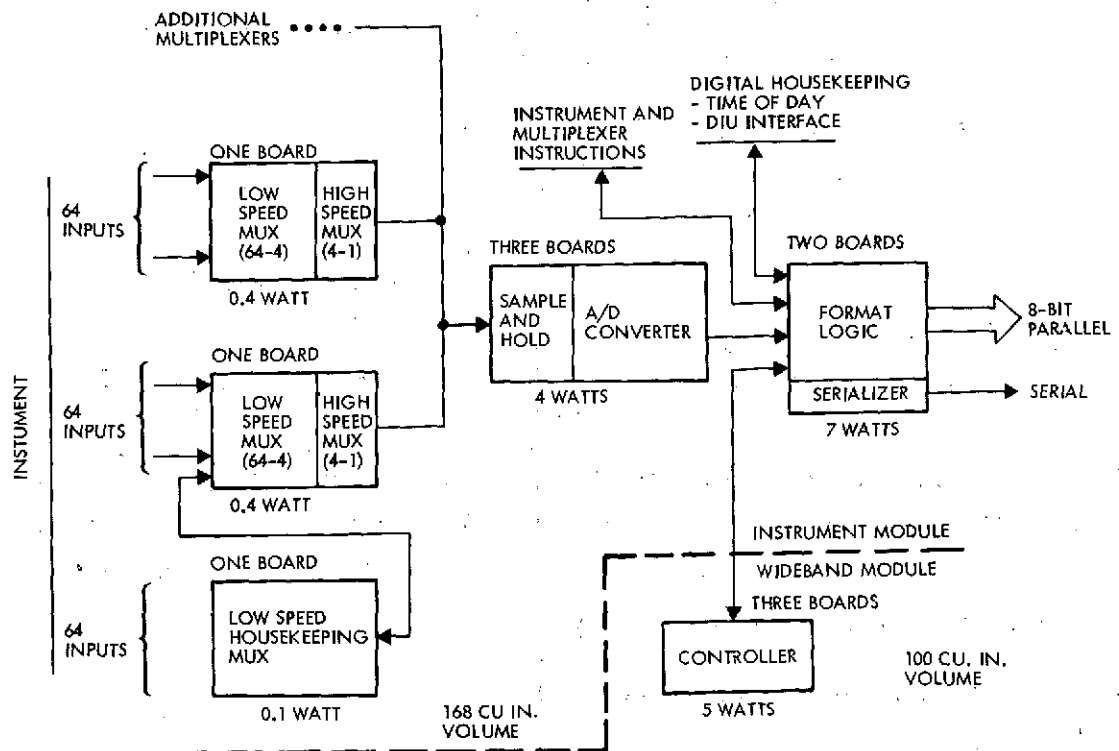 ADDITIONAL
MULTIPLEXERS
DIGITAL HOUSEKEEPING
- TIME OF DAY
- DIU INTERFACE
INSTRUMENT AND
MULTIPLEXER
INSTRUCTIONS
ONE BOARD
64
INPUTS
LOW
SPEED
MUX
(64-4)
HIGH
SPEED
MUX
(4-1)
0.4 WATT
THREE BOARDS
SAMPLE
AND
HOLD
A/D
CONVERTER
4 WATTS
TWO BOARDS
FORMAT
LOGIC
SERIALIZER
7 WATTS
8-BIT
PARALLEL
SERIAL
INSTUMENT
ONE BOARD
64
INPUTS
LOW
SPEED
MUX
(64-4)
HIGH
SPEED
MUX
(4-1)
0.4 WATT
ONE BOARD
64
INPUTS
LOW SPEED
HOUSEKEEPING
MUX
0.1 WATT
168 CU IN.
VOLUME
INSTRUMENT MODULE
WIDEBAND MODULE
THREE BOARDS
CONTROLLER
5 WATTS
100 CU. IN.
VOLUME